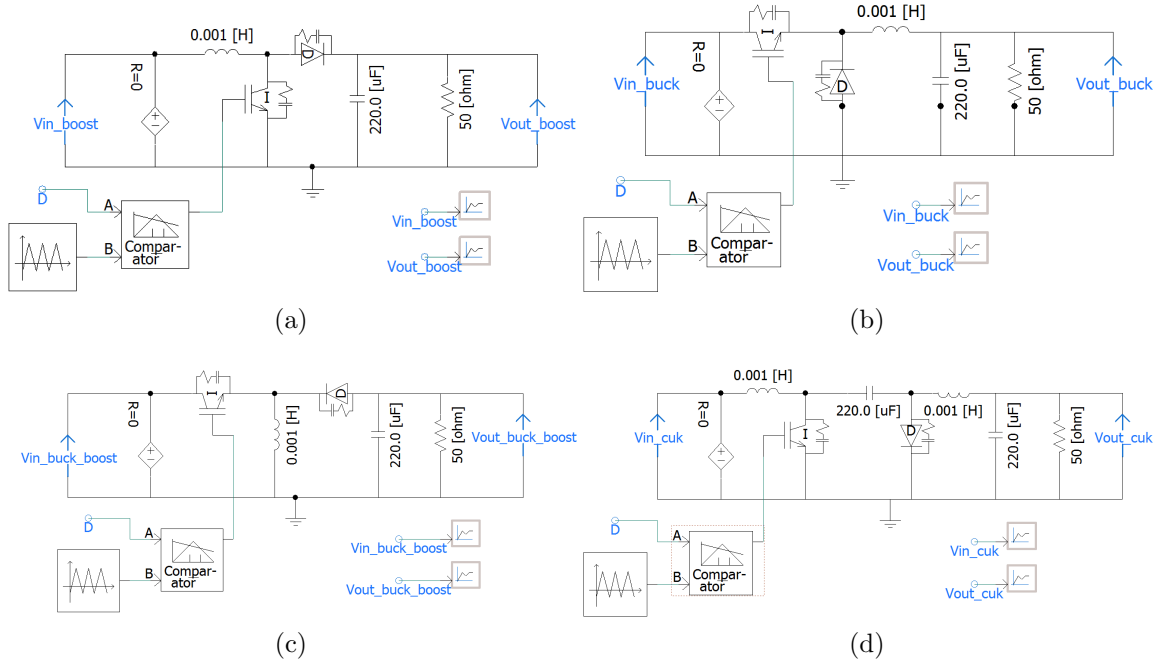 0.001 [H]
D
R=0
I
220.0 [uF]
50 [ohm]
Vin_boost
Vout_boost
D
A
B
Compar-
ator
Vin_boost
Vout_boost
(a)
0.001 [H]
I
R=0
D
220.0 [uF]
50 [ohm]
Vin_buck
Vout_buck
D
A
B
Compar-
ator
Vin_buck
Vout_buck
(b)
I
D
R=0
0.001 [H]
220.0 [uF]
50 [ohm]
Vin_buck_boost
Vout_buck_boost
D
A
B
Compar-
ator
Vin_buck_boost
Vout_buck_boost
(c)
0.001 [H]
220.0 [uF]
0.001 [H]
R=0
I
D
220.0 [uF]
50 [ohm]
Vin_cuk
Vout_cuk
D
A
B
Compar-
ator
Vin_cuk
Vout_cuk
(d)